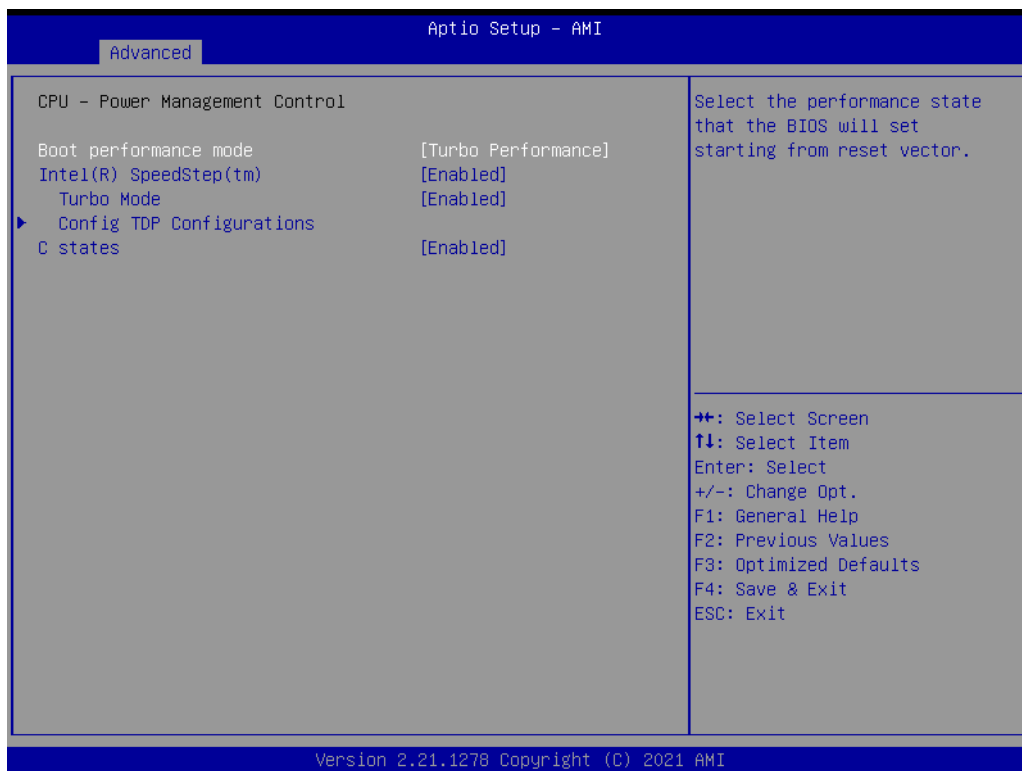 Aptio Setup – AMI
Advanced
CPU – Power Management Control
Boot performance mode [Turbo Performance]
Intel(R) SpeedStep(tm) [Enabled]
Turbo Mode [Enabled]
Config TDP Configurations
C states [Enabled]
Select the performance state
that the BIOS will set
starting from reset vector.
→←: Select Screen
↑↓: Select Item
Enter: Select
+/-: Change Opt.
F1: General Help
F2: Previous Values
F3: Optimized Defaults
F4: Save & Exit
ESC: Exit
Version 2.21.1278 Copyright (C) 2021 AMI